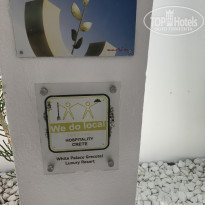 TOP Hotels
We do local
HOSPITALITY
CRETE
White Palace Grecotel
Luxury Resort